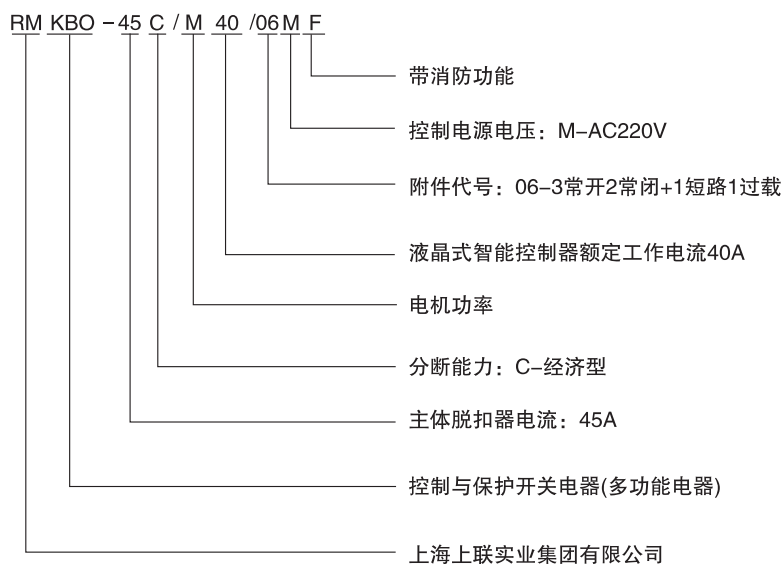 RM KBO-45 C/M 40/06 M F
带消防功能
控制电源电压：M-AC220V
附件代号：06-3常开2常闭+1短路1过载
液晶式智能控制器额定工作电流40A
电机功率
分断能力：C-经济型
主体脱扣器电流：45A
控制与保护开关电器(多功能电器)
上海上联实业集团有限公司